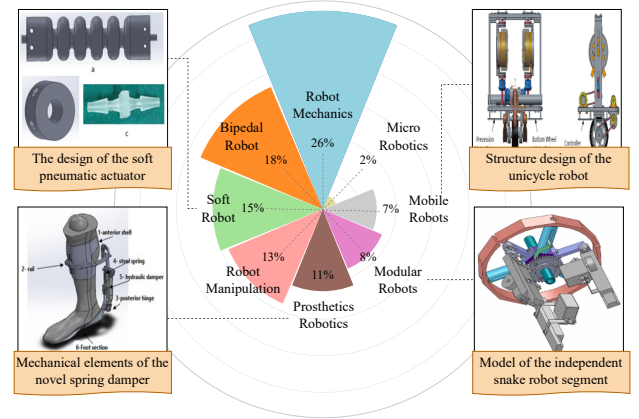 a
c
The design of the soft
pneumatic actuator
Precession
Bottom Wheel
Controller
Structure design of the
unicycle robot
Robot
Mechanics
26%
Micro
Robotics
2%
Bipedal
Robot
18%
Soft
Robot
15%
7%
Mobile
Robots
13%
Robot
Manipulation
11%
8%
Modular
Robots
Prosthetics
Robotics
1-anterior shell
2- rail
4- steel spring
5- hydraulic damper
3-posterior hinge
6-Foot section
Mechanical elements of the
novel spring damper
Model of the independent
snake robot segment